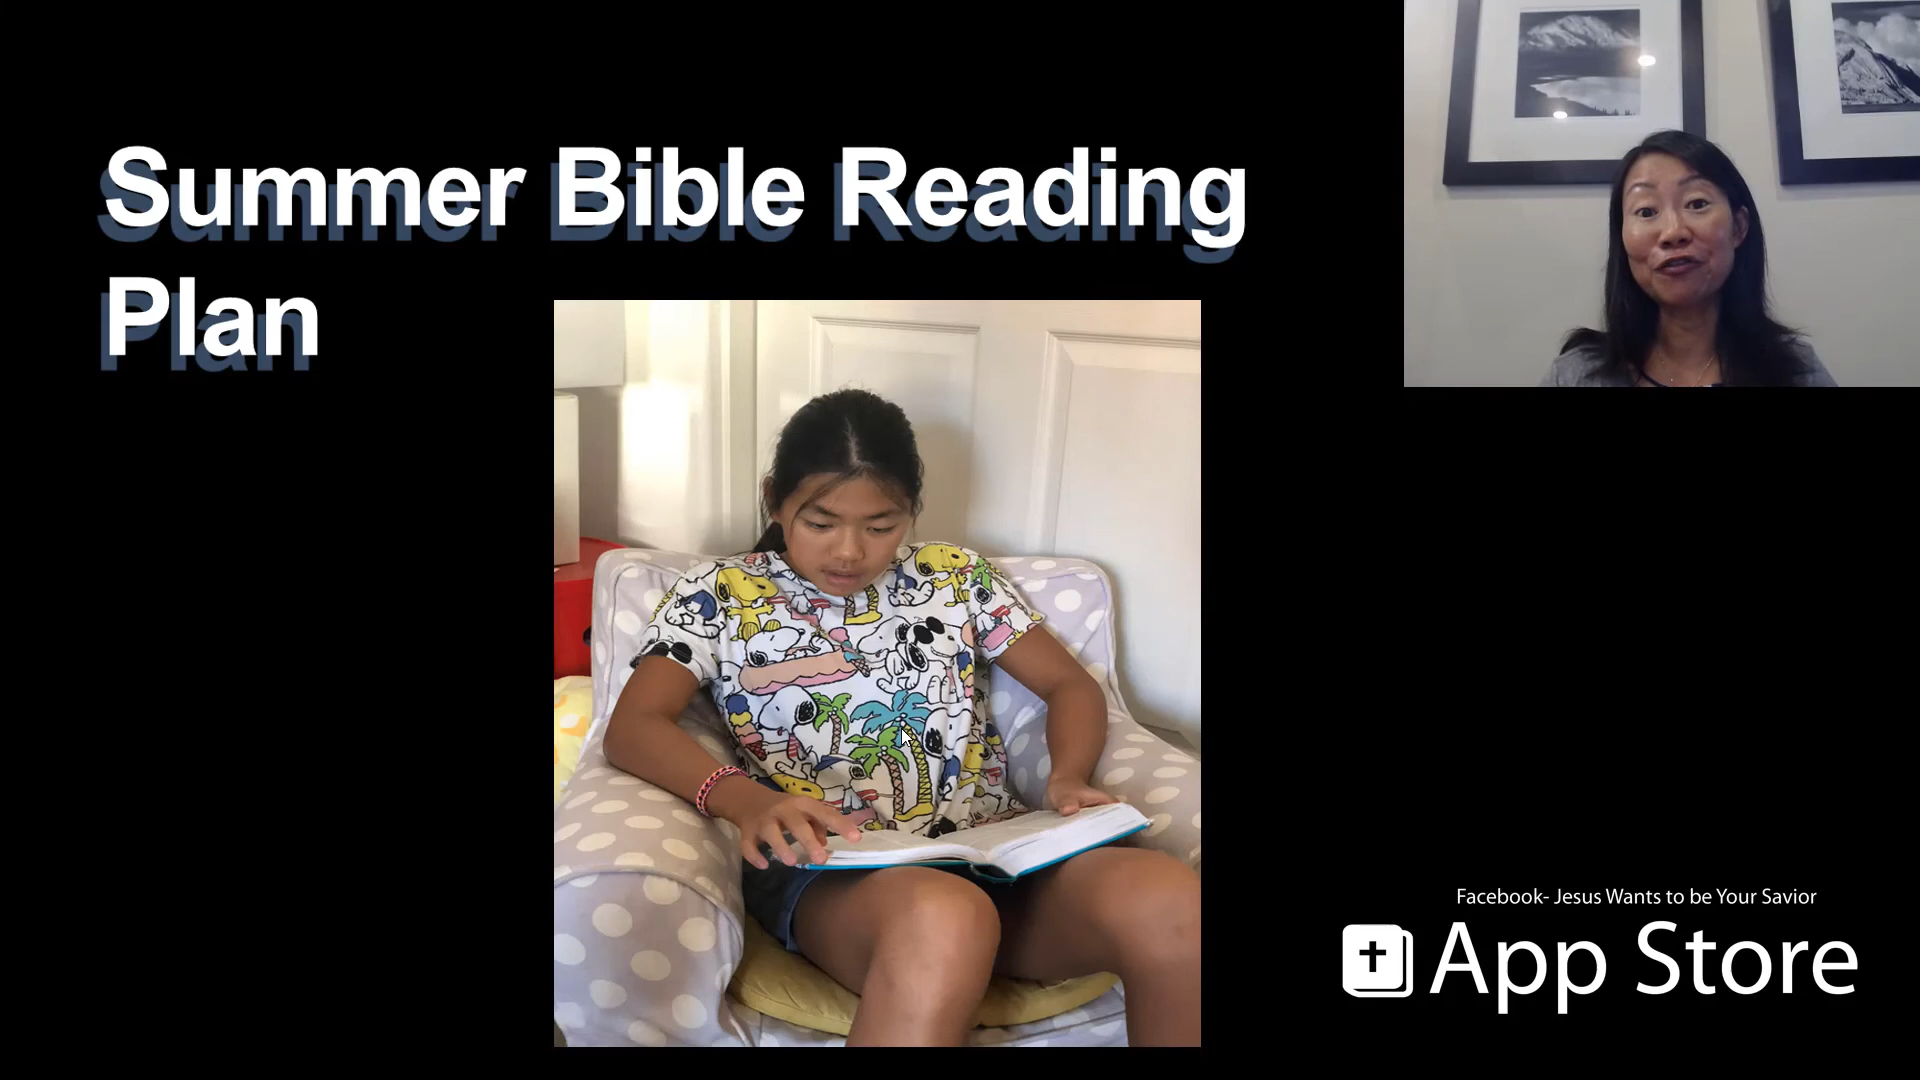 Summer Bible Reading
Plan
Facebook- Jesus Wants to be Your Savior
App Store